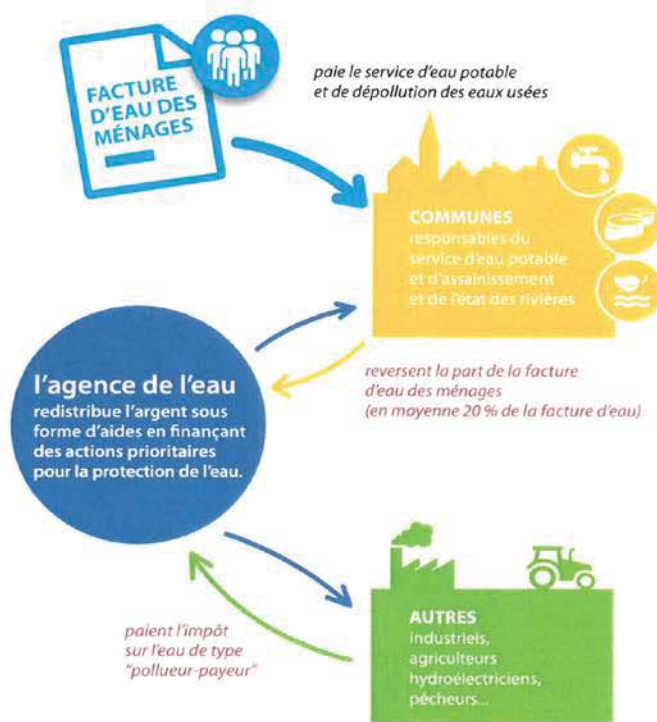 FACTURE
D'EAU DES
MÉNAGES
paie le service d'eau potable
et de dépollution des eaux usées
COMMUNES
responsables du
service d'eau potable
et d'assainissement
et de l'état des rivières
reversent la part de la facture
d'eau des ménages
(en moyenne 20 % de la facture d'eau)
l'agence de l'eau
redistribue l'argent sous
forme d'aides en finançant
des actions prioritaires
pour la protection de l'eau.
paient l'impôt
sur l'eau de type
"pollueur-payeur"
AUTRES
industriels,
agriculteurs
hydroélectriciens,
pêcheurs...